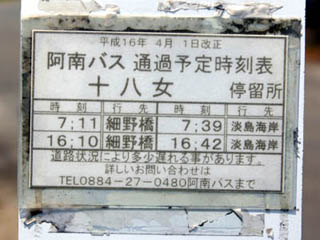 平成16年 4月 1日改正
阿南バス 通過予定時刻表
十八女 停留所
時刻 行先 時刻 行先
7;11 細野橋 7;39 淡島海岸
16;10 細野橋 16;42 淡島海岸
道路状況により多少遅れる事があります。
詳しいお問い合わせは
TEL0884-27-0480阿南バスまで